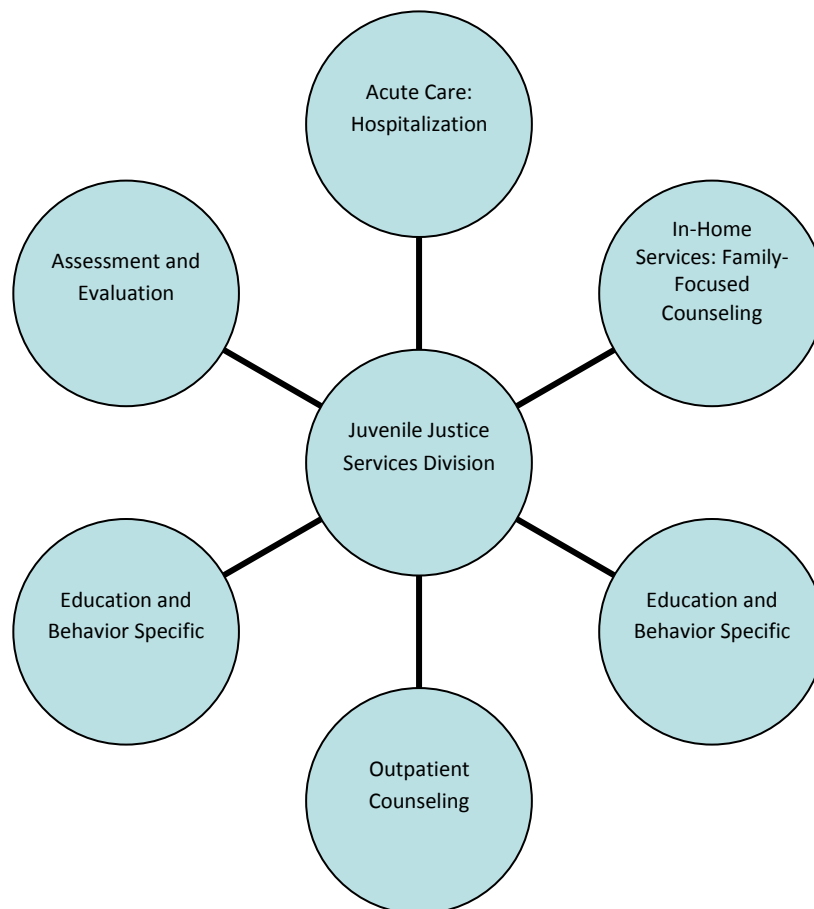 Acute Care:
Hospitalization
In-Home
Services: Family-
Focused
Counseling
Assessment and
Evaluation
Juvenile Justice
Services Division
Education and
Behavior Specific
Education and
Behavior Specific
Outpatient
Counseling